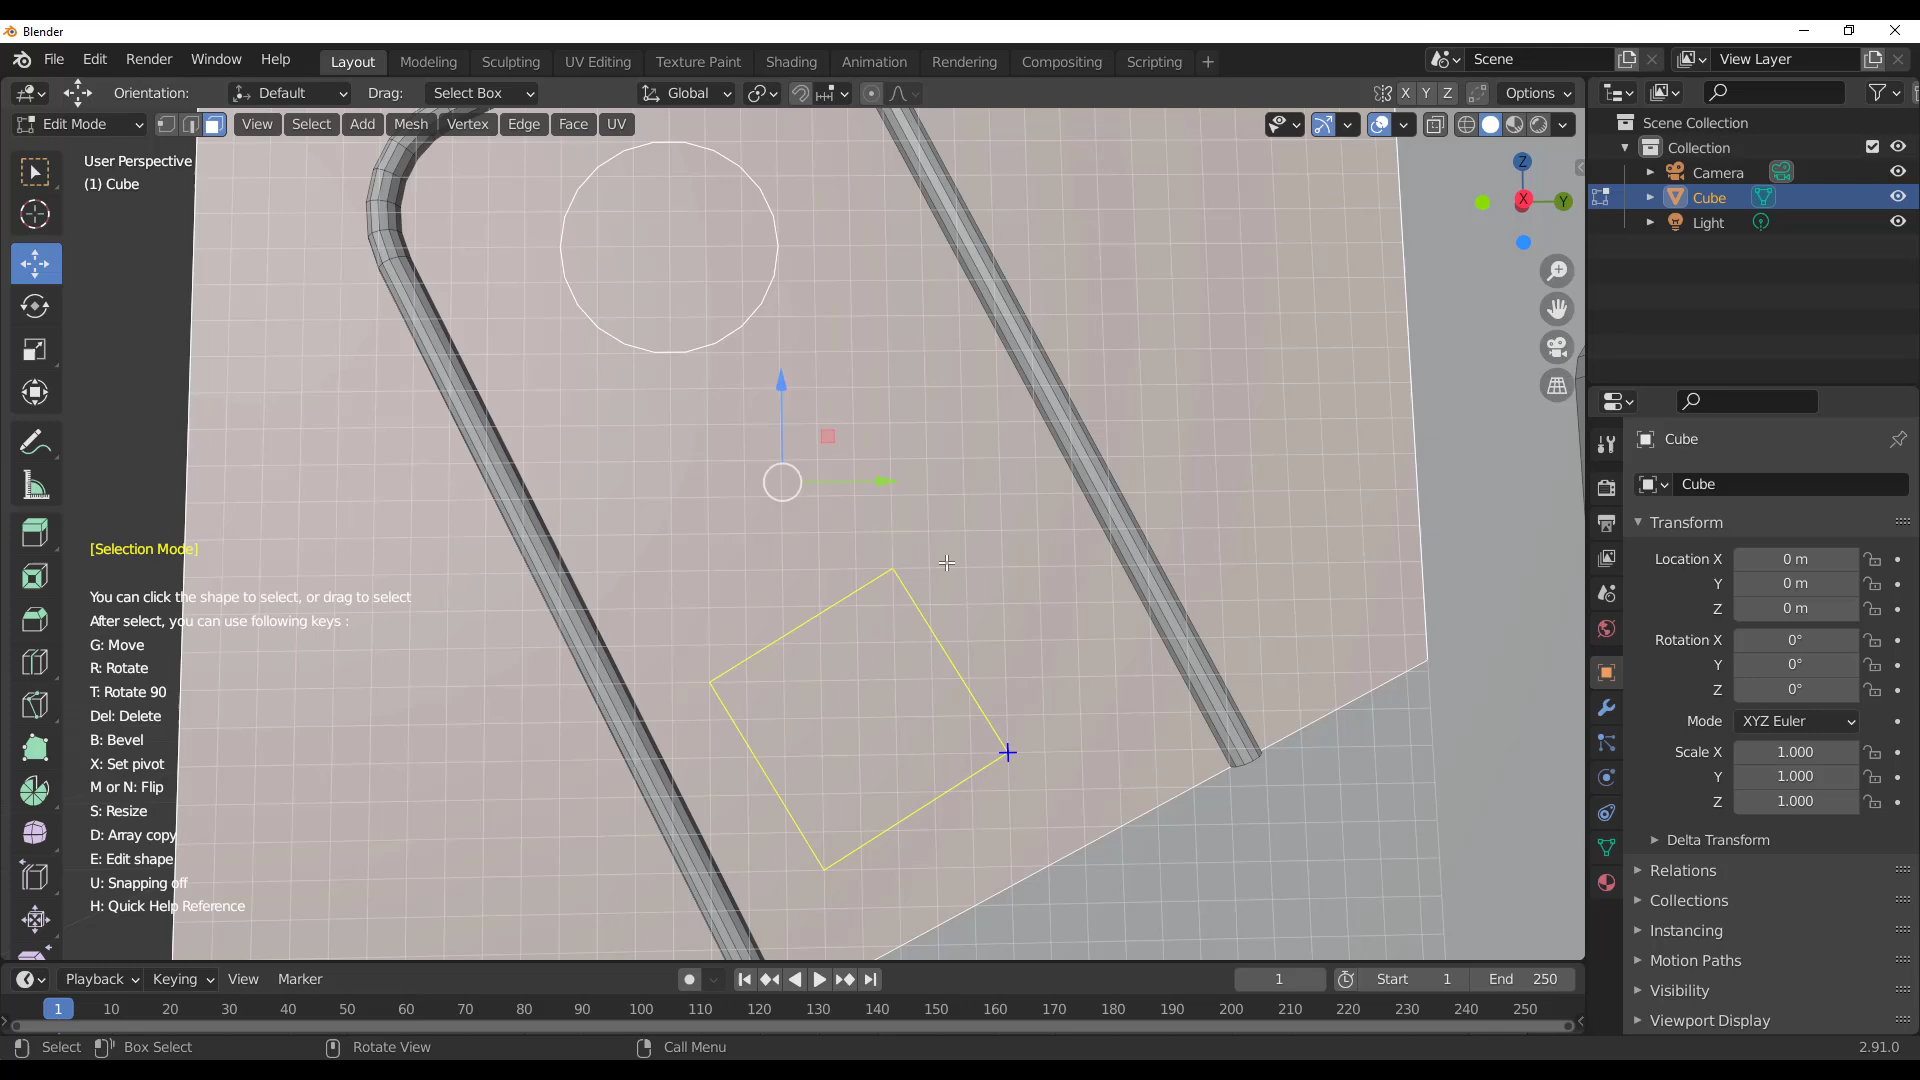 Blender
File Edit Render Window Help Layout Modeling Sculpting UV Editing Texture Paint Shading Animation Rendering Compositing Scripting + Scene View Layer
Orientation: Default Drag: Select Box Global X Y Z Options
Edit Mode View Select Add Mesh Vertex Edge Face UV
Scene Collection
Collection
Camera
Cube
Light
User Perspective
(1) Cube
Z
X
Y
[Selection Mode]
You can click the shape to select, or drag to select
After select, you can use following keys :
G: Move
R: Rotate
T: Rotate 90
Del: Delete
B: Bevel
X: Set pivot
M or N: Flip
S: Resize
D: Array copy
E: Edit shape
U: Snapping off
H: Quick Help Reference
Cube
Cube
Transform
Location X 0 m
Y 0 m
Z 0 m
Rotation X 0°
Y 0°
Z 0°
Mode XYZ Euler
Scale X 1.000
Y 1.000
Z 1.000
Delta Transform
Relations
Collections
Instancing
Motion Paths
Visibility
Viewport Display
Playback Keying View Marker 1 Start 1 End 250
1 10 20 30 40 50 60 70 80 90 100 110 120 130 140 150 160 170 180 190 200 210 220 230 240 250
Select Box Select Rotate View Call Menu 2.91.0